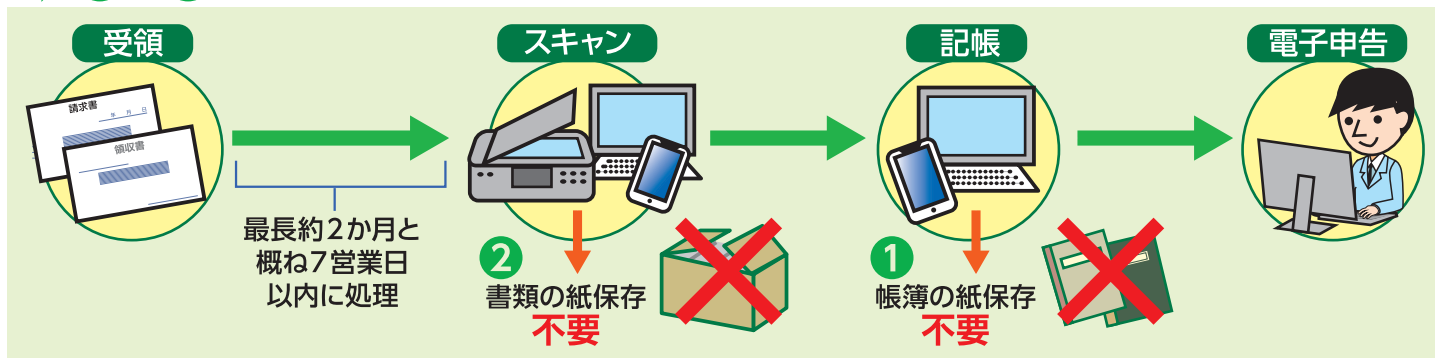 受領
スキャン
記帳
電子申告
請求書
年 月 日
領収書
最長約2か月と
概ね7営業日
以内に処理
2
書類の紙保存
不要
1
帳簿の紙保存
不要